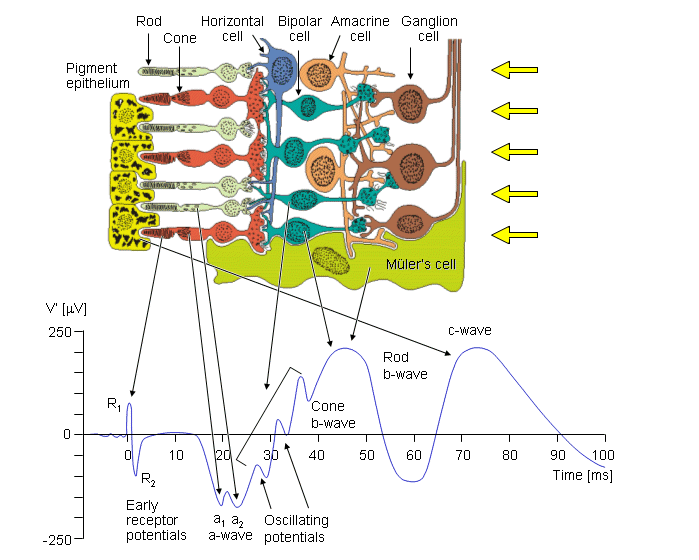 Rod
Cone
Horizontal
cell
Bipolar
cell
Amacrine
cell
Ganglion
cell
Pigment
epithelium
Müler's cell
V' [µV]
250
0
-250
R1
R2
Early
receptor
potentials
a1 a2
a-wave
Oscillating
potentials
Cone
b-wave
Rod
b-wave
c-wave
0 10 20 30 40 50 60 70 80 90 100
Time [ms]